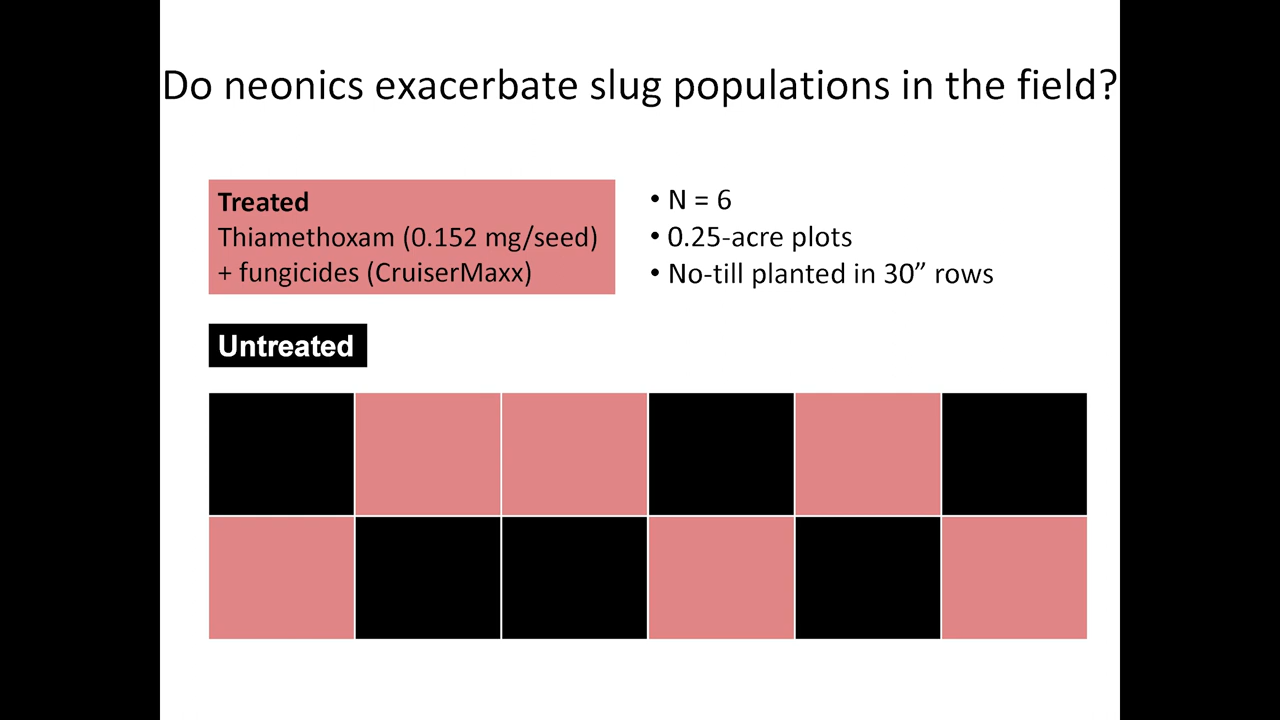 Do neonics exacerbate slug populations in the field?
Treated
Thiamethoxam (0.152 mg/seed)
+ fungicides (CruiserMaxx)
• N = 6
• 0.25-acre plots
• No-till planted in 30” rows
Untreated